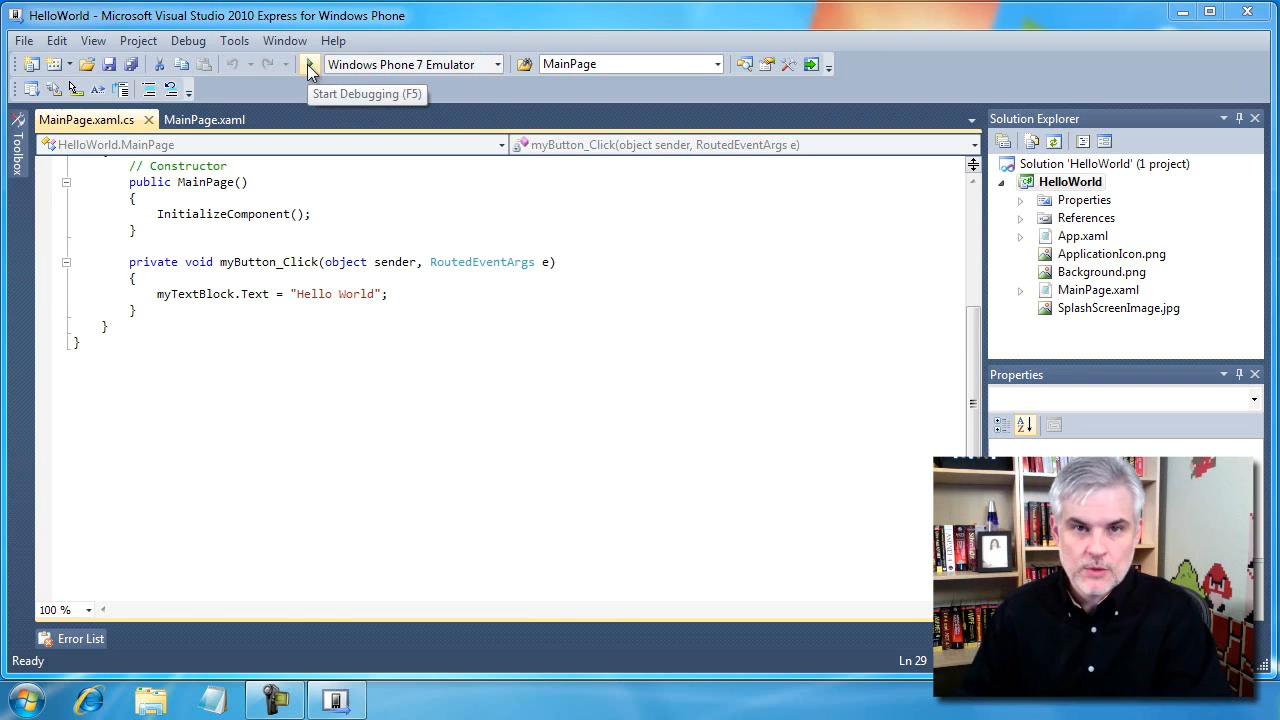 HelloWorld - Microsoft Visual Studio 2010 Express for Windows Phone
File Edit View Project Debug Tools Window Help
Windows Phone 7 Emulator MainPage
Start Debugging (F5)
MainPage.xaml.cs MainPage.xaml
HelloWorld.MainPage myButton_Click(object sender, RoutedEventArgs e)
Toolbox
// Constructor
public MainPage()
{
InitializeComponent();
}
private void myButton_Click(object sender, RoutedEventArgs e)
{
myTextBlock.Text = "Hello World";
}
}
}
100 %
Error List
Ready
Ln 29
Solution Explorer
Solution 'HelloWorld' (1 project)
HelloWorld
Properties
References
App.xaml
ApplicationIcon.png
Background.png
MainPage.xaml
SplashScreenImage.jpg
Properties